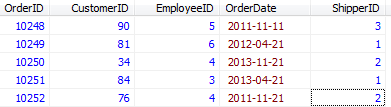 OrderID CustomerID EmployeeID OrderDate ShipperID
10248 90 5 2011-11-11 3
10249 81 6 2012-04-21 1
10250 34 4 2013-11-21 2
10251 84 3 2013-04-21 1
10252 76 4 2011-11-21 2